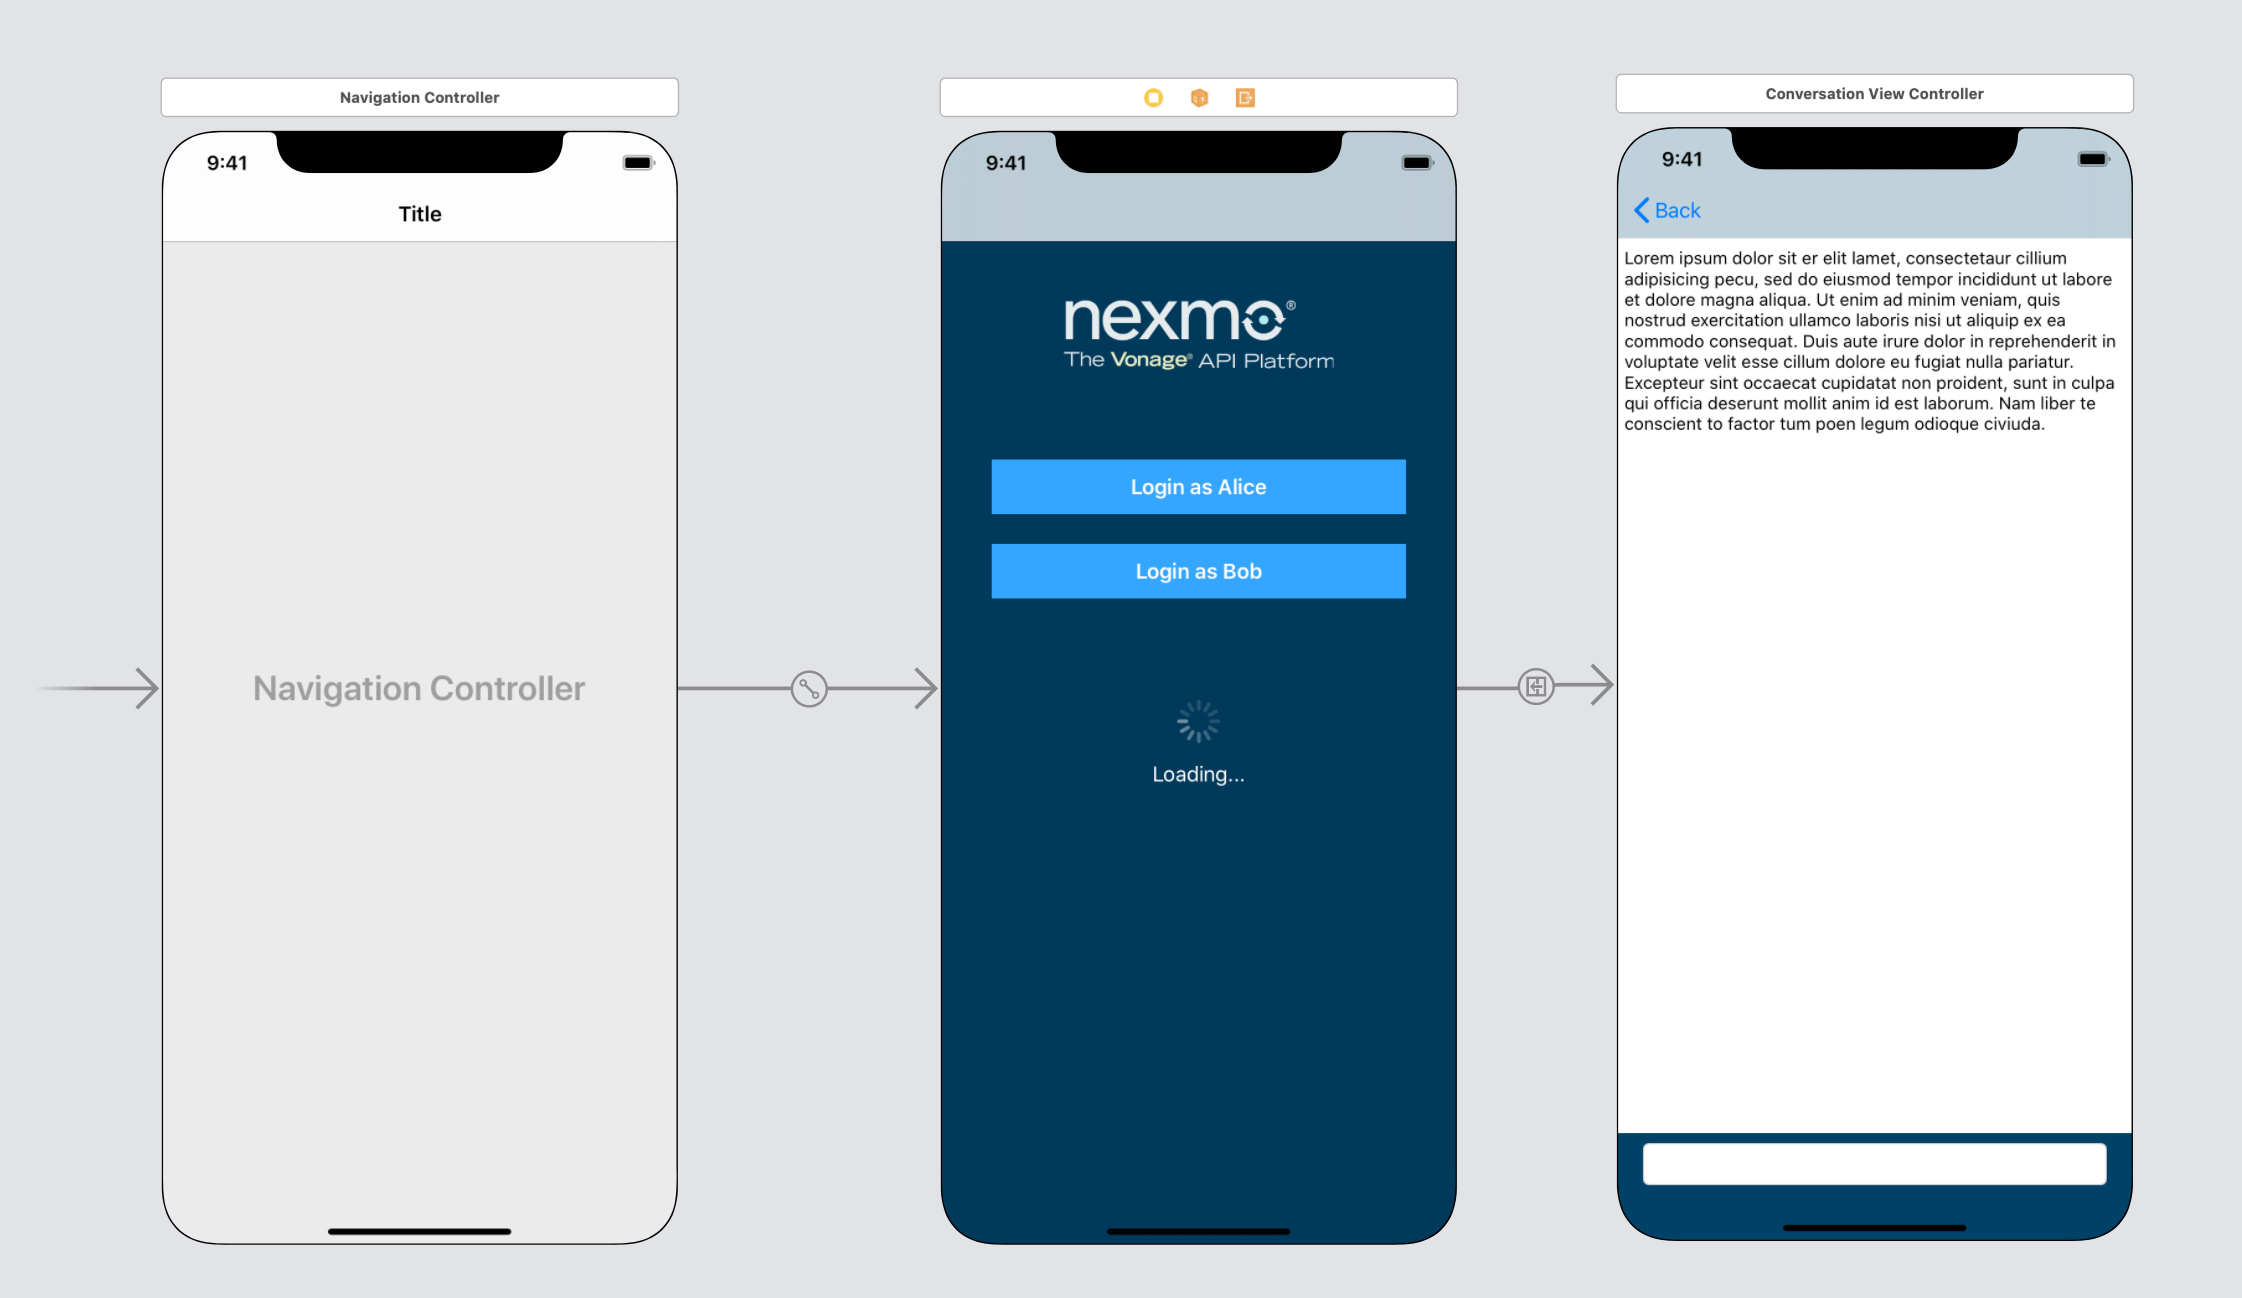 Navigation Controller
9:41
Title
Navigation Controller
9:41
nexmo®
The Vonage® API Platform
Login as Alice
Login as Bob
Loading...
Conversation View Controller
9:41
Back
Lorem ipsum dolor sit er elit lamet, consectetaur cillium
adipisicing pecu, sed do eiusmod tempor incididunt ut labore
et dolore magna aliqua. Ut enim ad minim veniam, quis
nostrud exercitation ullamco laboris nisi ut aliquip ex ea
commodo consequat. Duis aute irure dolor in reprehenderit in
voluptate velit esse cillum dolore eu fugiat nulla pariatur.
Excepteur sint occaecat cupidatat non proident, sunt in culpa
qui officia deserunt mollit anim id est laborum. Nam liber te
conscient to factor tum poen legum odioque civiuda.